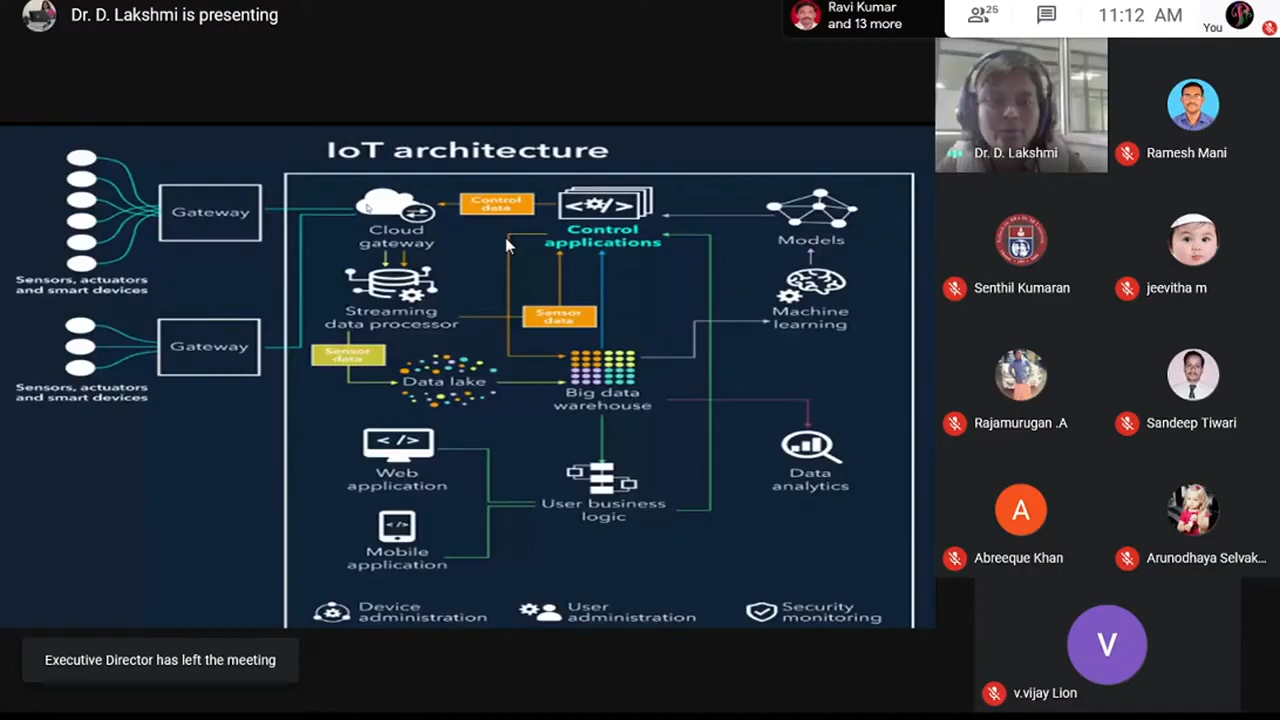 Dr. D. Lakshmi is presenting
Ravi Kumar
and 13 more
25
11:12 AM
You
IoT architecture
Gateway
Sensors, actuators
and smart devices
Gateway
Sensors, actuators
and smart devices
Cloud
gateway
Control
data
</>
Control
applications
Models
Streaming
data processor
Sensor
data
Machine
learning
Sensor
data
Data lake
Big data
warehouse
</>
Web
application
User business
logic
Data
analytics
</>
Mobile
application
Device
administration
User
administration
Security
monitoring
Dr. D. Lakshmi
Ramesh Mani
Senthil Kumaran
jeevitha m
Rajamurugan .A
Sandeep Tiwari
A
Abreeque Khan
Arunodhaya Selvak...
V
v.vijay Lion
Executive Director has left the meeting